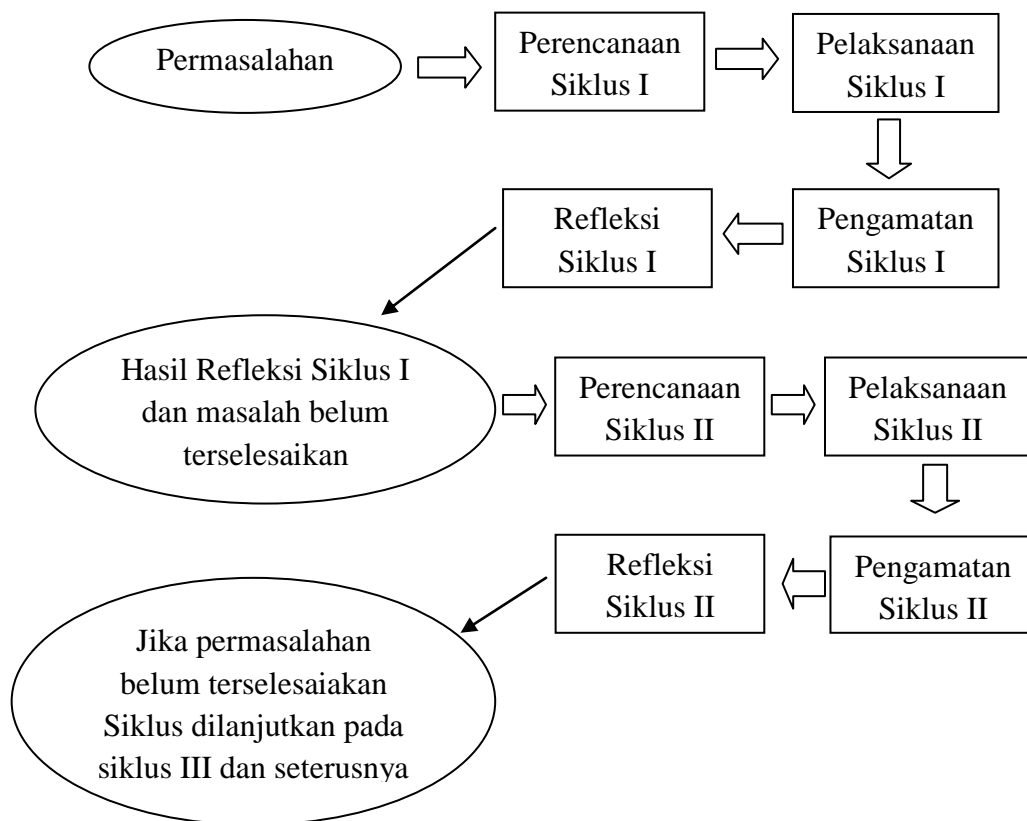 Permasalahan
Perencanaan
Siklus I
Pelaksanaan
Siklus I
Pengamatan
Siklus I
Refleksi
Siklus I
Hasil Refleksi Siklus I
dan masalah belum
terselesaikan
Perencanaan
Siklus II
Pelaksanaan
Siklus II
Pengamatan
Siklus II
Refleksi
Siklus II
Jika permasalahan
belum terselesaiakan
Siklus dilanjutkan pada
siklus III dan seterusnya